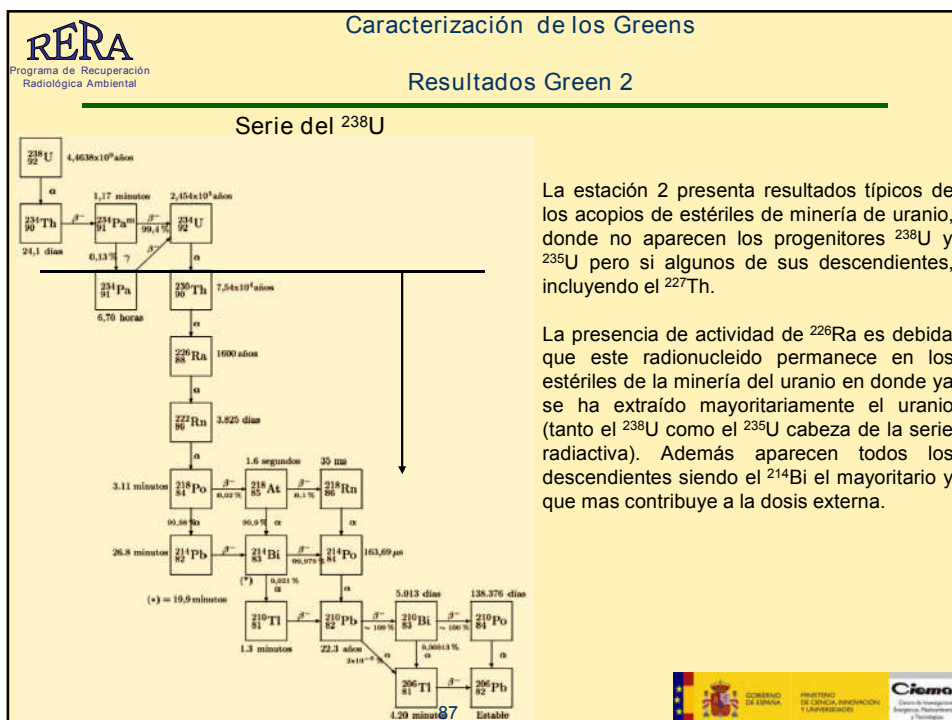 Caracterización de los Greens
RERA
Programa de Recuperación
Radiológica Ambiental
Resultados Green 2
Serie del ²³⁸U
²³⁸₉₂U 4,4638x10⁹ años
α
1,17 minutos 2,454x10⁵ años
²³⁴₉₀Th β⁻ ²³⁴₉₁Paᵐ β⁻ 99,4% ²³⁴₉₂U
24,1 días 0,13% γ β⁻ α
²³⁴₉₁Pa ²³⁰₉₀Th 7,54x10⁴ años
6,70 horas α
²²⁶₈₈Ra 1600 años
α
²²²₈₆Rn 3.825 días
α
1.6 segundos 35 ms
3.11 minutos ²¹⁸₈₄Po β⁻ 0,02% ²¹⁸₈₅At β⁻ 0,1% ²¹⁸₈₆Rn
99,98% α 99,9% α α
26.8 minutos ²¹⁴₈₂Pb β⁻ ²¹⁴₈₃Bi β⁻ 99,979% ²¹⁴₈₄Po 163,69 μs
(*) 0,021% α α
(*) = 19,9 minutos
5.013 días 138.376 días
²¹⁰₈₁Tl β⁻ ²¹⁰₈₂Pb β⁻ ~ 100% ²¹⁰₈₃Bi β⁻ ~ 100% ²¹⁰₈₄Po
1.3 minutos 22.3 años α 0,00013% α α
²⁰⁶₈₁Tl β⁻ ²⁰⁶₈₂Pb
4.20 minutos Estable
87
La estación 2 presenta resultados típicos de
los acopios de estériles de minería de uranio,
donde no aparecen los progenitores ²³⁸U y
²³⁵U pero si algunos de sus descendientes,
incluyendo el ²²⁷Th.
La presencia de actividad de ²²⁶Ra es debida
que este radionucleido permanece en los
estériles de la minería del uranio en donde ya
se ha extraído mayoritariamente el uranio
(tanto el ²³⁸U como el ²³⁵U cabeza de la serie
radiactiva). Además aparecen todos los
descendientes siendo el ²¹⁴Bi el mayoritario y
que mas contribuye a la dosis externa.
GOBIERNO
DE ESPAÑA
MINISTERIO
DE CIENCIA, INNOVACIÓN
Y UNIVERSIDADES